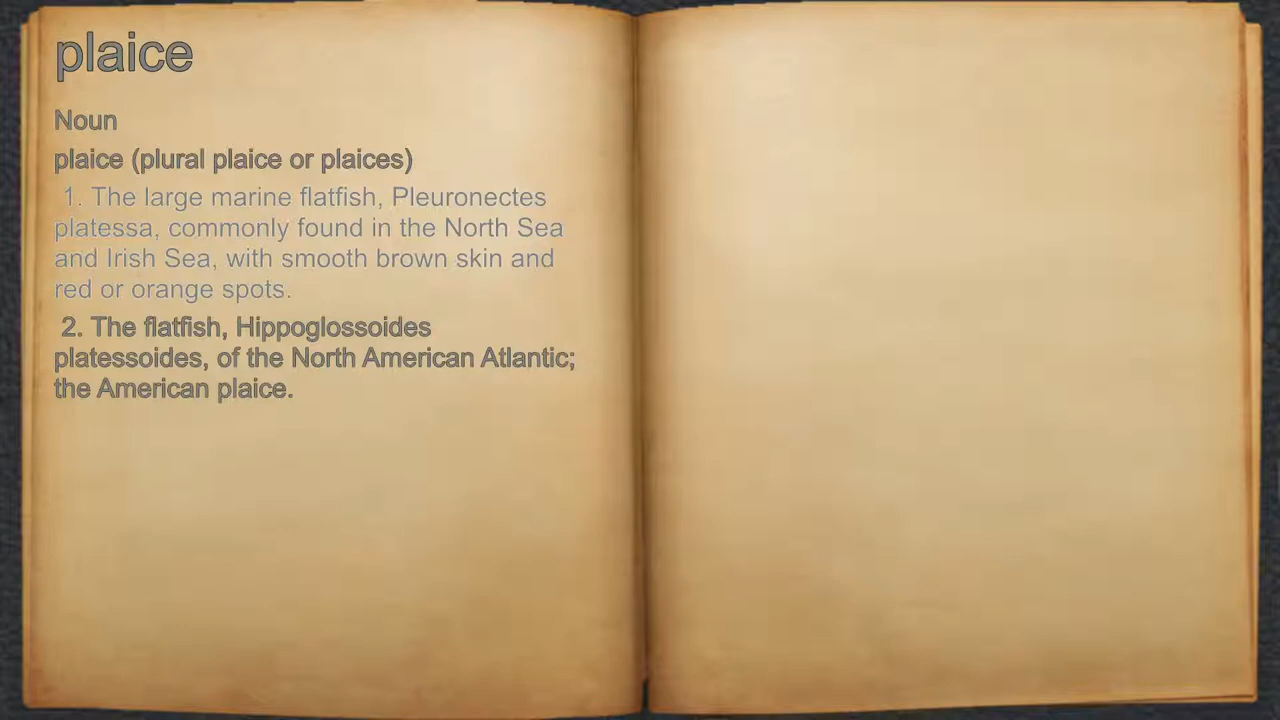 plaice
Noun
plaice (plural plaice or plaices)
1. The large marine flatfish, Pleuronectes
platessa, commonly found in the North Sea
and Irish Sea, with smooth brown skin and
red or orange spots.
2. The flatfish, Hippoglossoides
platessoides, of the North American Atlantic;
the American plaice.